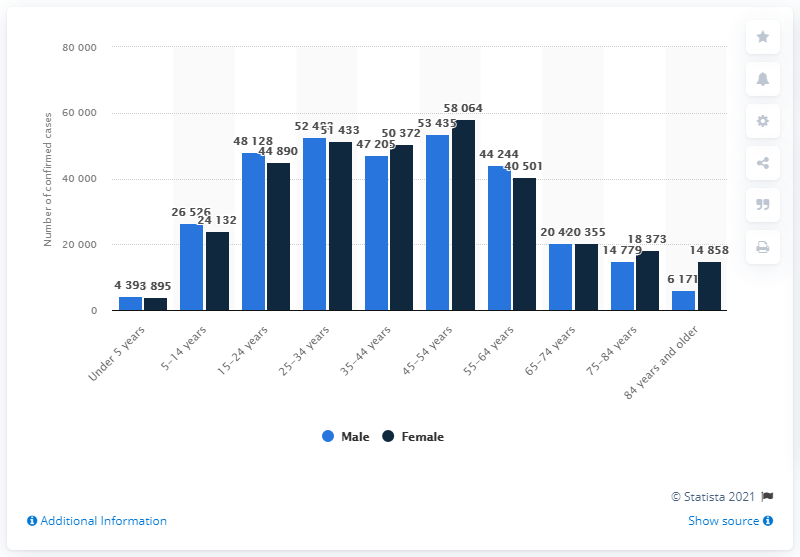 80 000
60 000
40 000
20 000
0
Number of confirmed cases
26 526
24 132
48 128
44 890
51 433
47 205
50 372
53 435
58 064
44 244
40 501
20 355
14 779
18 373
6 171
14 858
3 895
Under 5 years
5–14 years
15–24 years
25–34 years
35–44 years
45–54 years
55–64 years
65–74 years
75–84 years
84 years and older
Male
Female
© Statista 2021
Additional Information
Show source